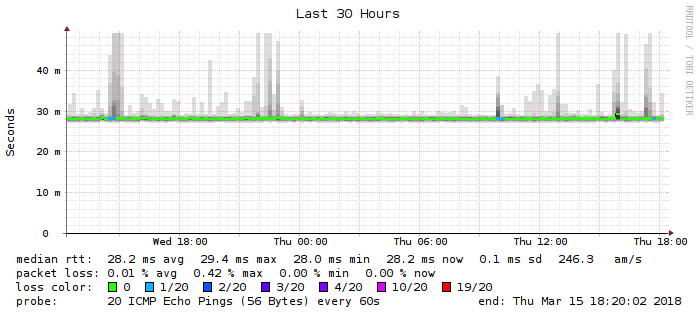 Last 30 Hours
RRDTOOL / TOBI OETIKER
Seconds
40 m
30 m
20 m
10 m
0
Wed 18:00 Thu 00:00 Thu 06:00 Thu 12:00 Thu 18:00
median rtt: 28.2 ms avg 29.4 ms max 28.0 ms min 28.2 ms now 0.1 ms sd 246.3 am/s
packet loss: 0.01 % avg 0.42 % max 0.00 % min 0.00 % now
loss color: 0 1/20 2/20 3/20 4/20 10/20 19/20
probe: 20 ICMP Echo Pings (56 Bytes) every 60s end: Thu Mar 15 18:20:02 2018